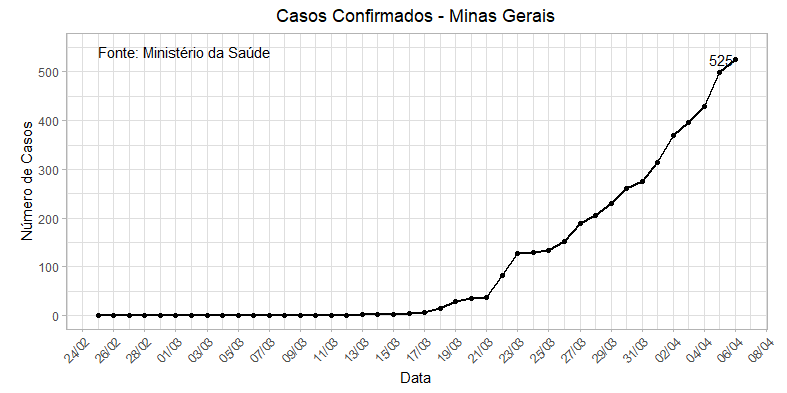 Casos Confirmados - Minas Gerais
Fonte: Ministério da Saúde
525
500
400
300
200
100
0
Número de Casos
24/02 26/02 28/02 01/03 03/03 05/03 07/03 09/03 11/03 13/03 15/03 17/03 19/03 21/03 23/03 25/03 27/03 29/03 31/03 02/04 04/04 06/04 08/04
Data